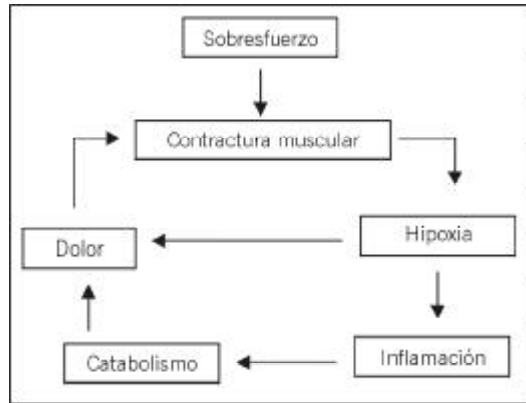 Sobresfuerzo
Contractura muscular
Hipoxia
Dolor
Inflamación
Catabolismo